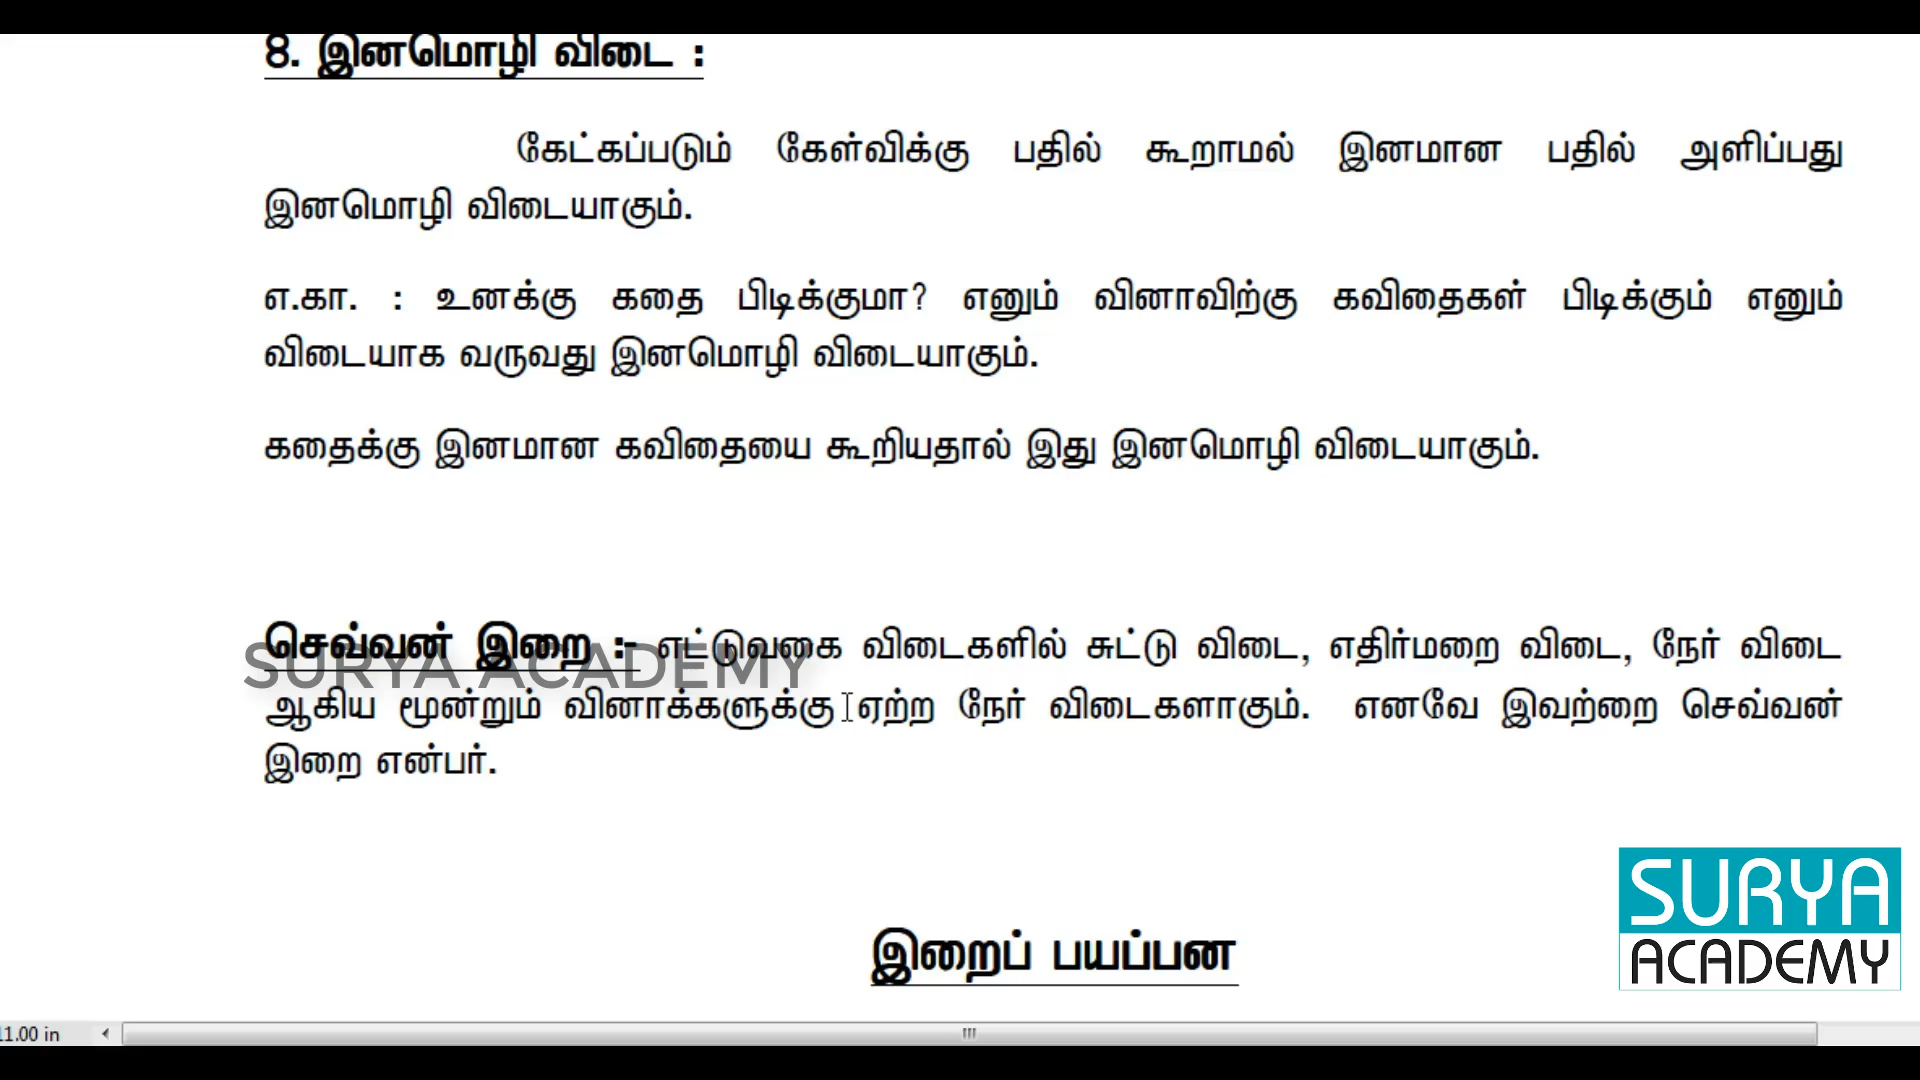 8. இனமொழி விடை :
கேட்கப்படும் கேள்விக்கு பதில் கூறாமல் இனமான பதில் அளிப்பது
இனமொழி விடையாகும்.
எ.கா. : உனக்கு கதை பிடிக்குமா? எனும் வினாவிற்கு கவிதைகள் பிடிக்கும் எனும்
விடையாக வருவது இனமொழி விடையாகும்.
கதைக்கு இனமான கவிதையை கூறியதால் இது இனமொழி விடையாகும்.
செவ்வன் இறை :- எட்டுவகை விடைகளில் சுட்டு விடை, எதிர்மறை விடை, நேர் விடை
SURYA ACADEMY
ஆகிய மூன்றும் வினாக்களுக்கு ஏற்ற நேர் விடைகளாகும். எனவே இவற்றை செவ்வன்
இறை என்பர்.
இறைப் பயப்பன
SURYA
ACADEMY
11.00 in